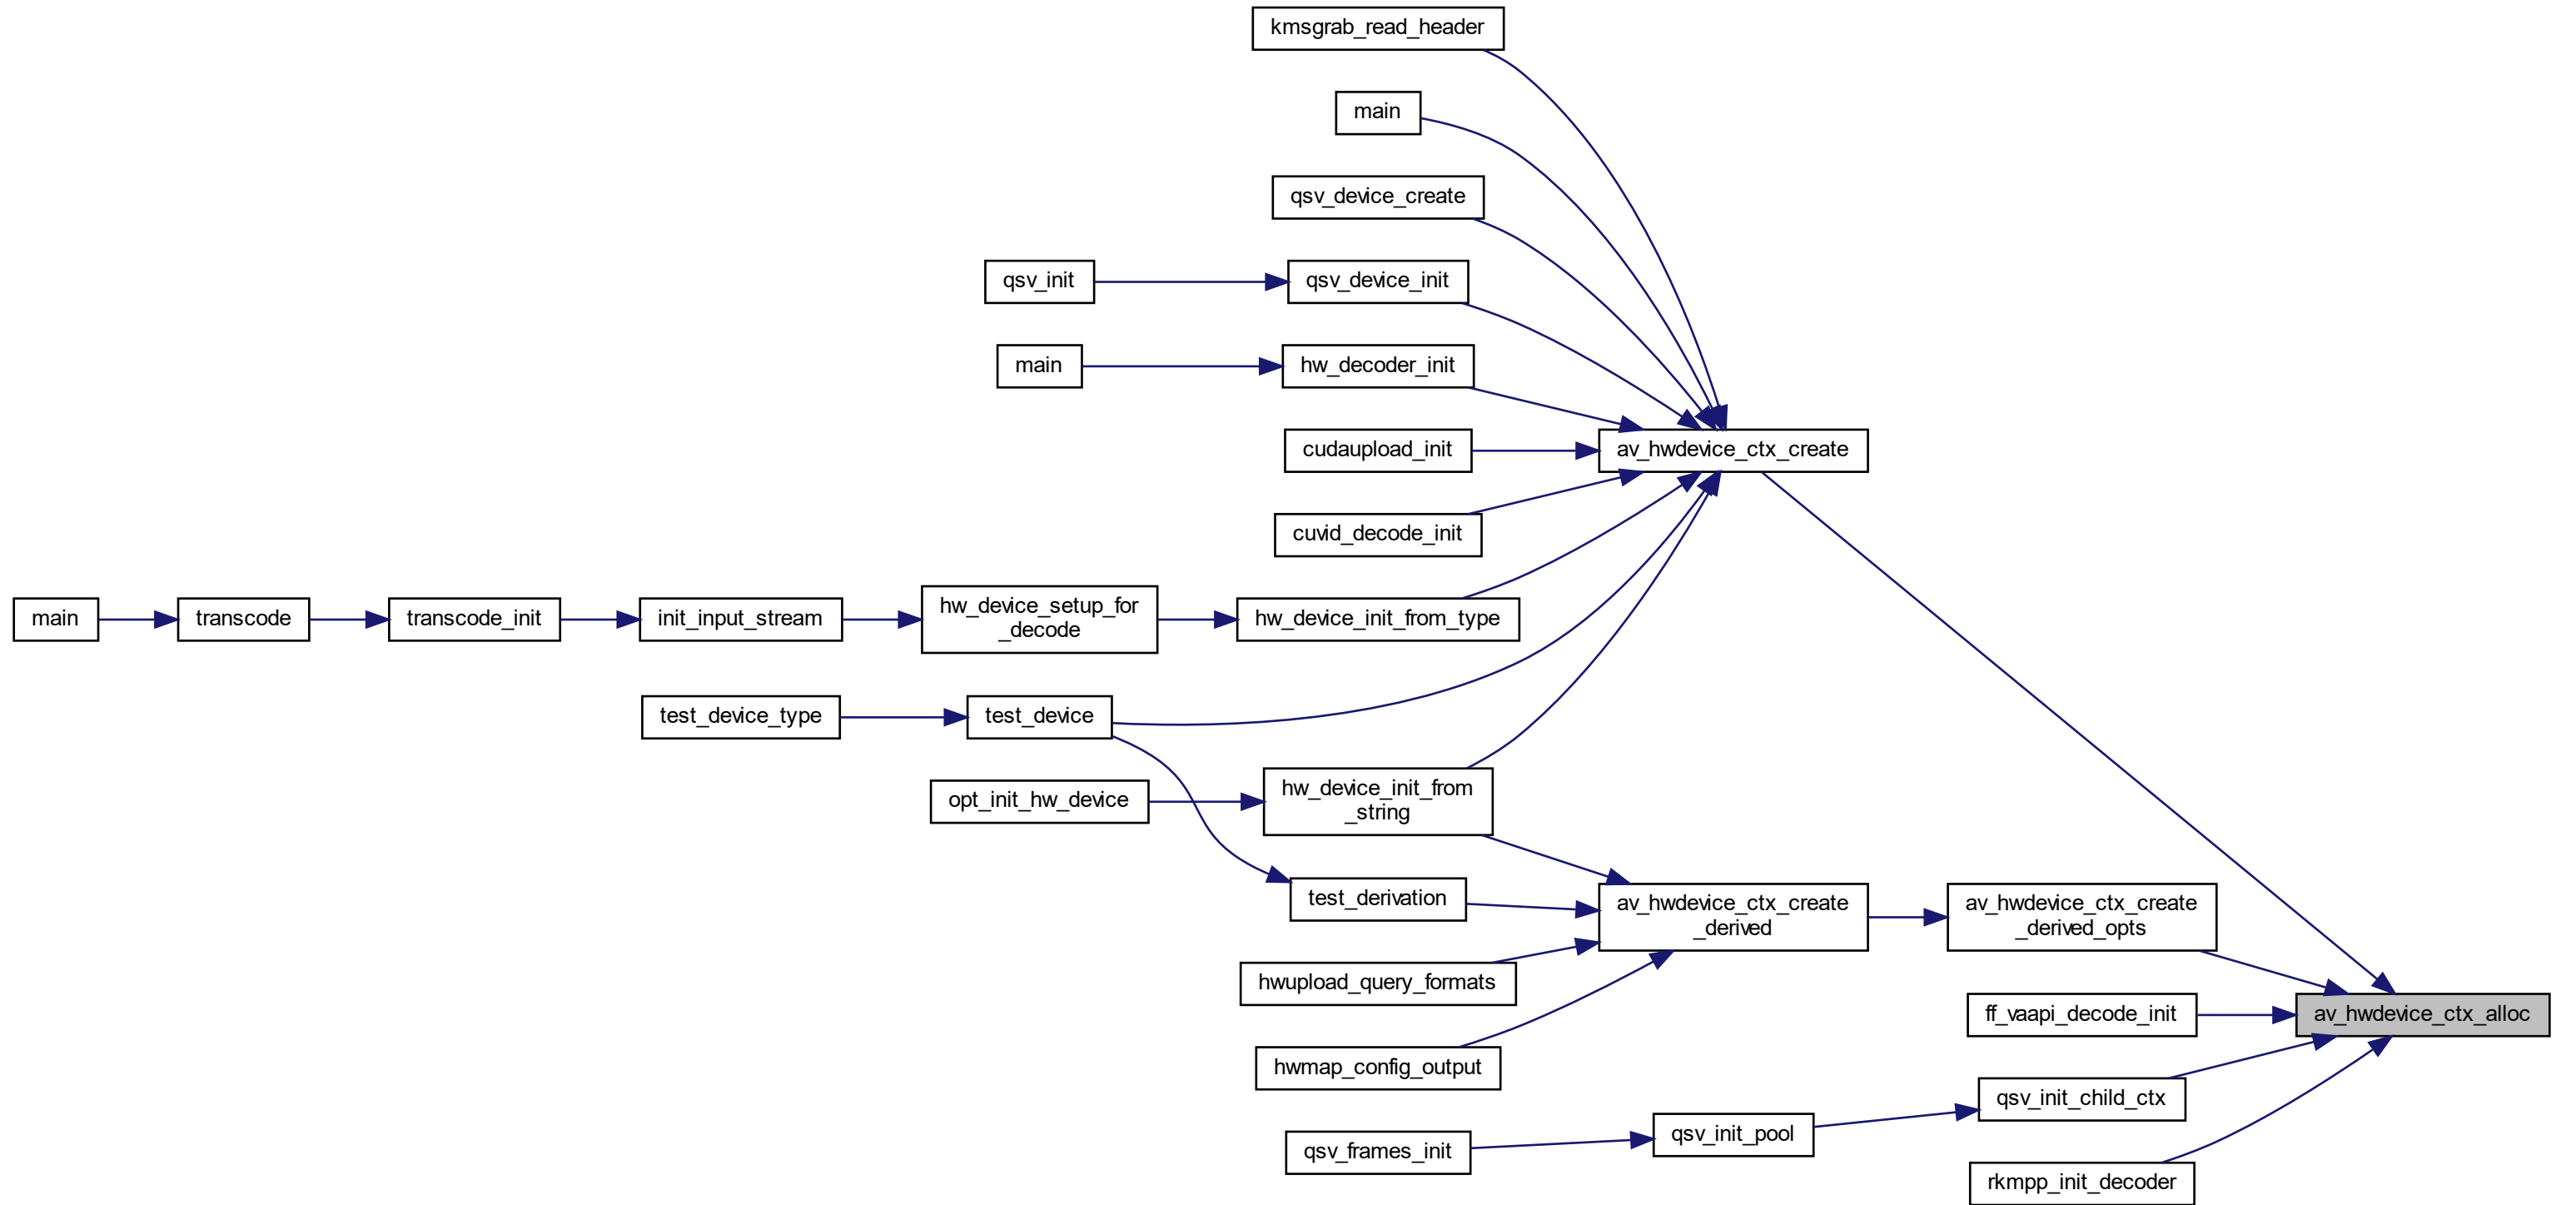 kmsgrab_read_header
main
qsv_device_create
qsv_init
qsv_device_init
main
hw_decoder_init
cudaupload_init
av_hwdevice_ctx_create
cuvid_decode_init
main
transcode
transcode_init
init_input_stream
hw_device_setup_for
_decode
hw_device_init_from_type
test_device_type
test_device
opt_init_hw_device
hw_device_init_from
_string
test_derivation
av_hwdevice_ctx_create
_derived
av_hwdevice_ctx_create
_derived_opts
hwupload_query_formats
ff_vaapi_decode_init
av_hwdevice_ctx_alloc
hwmap_config_output
qsv_init_child_ctx
qsv_frames_init
qsv_init_pool
rkmpp_init_decoder